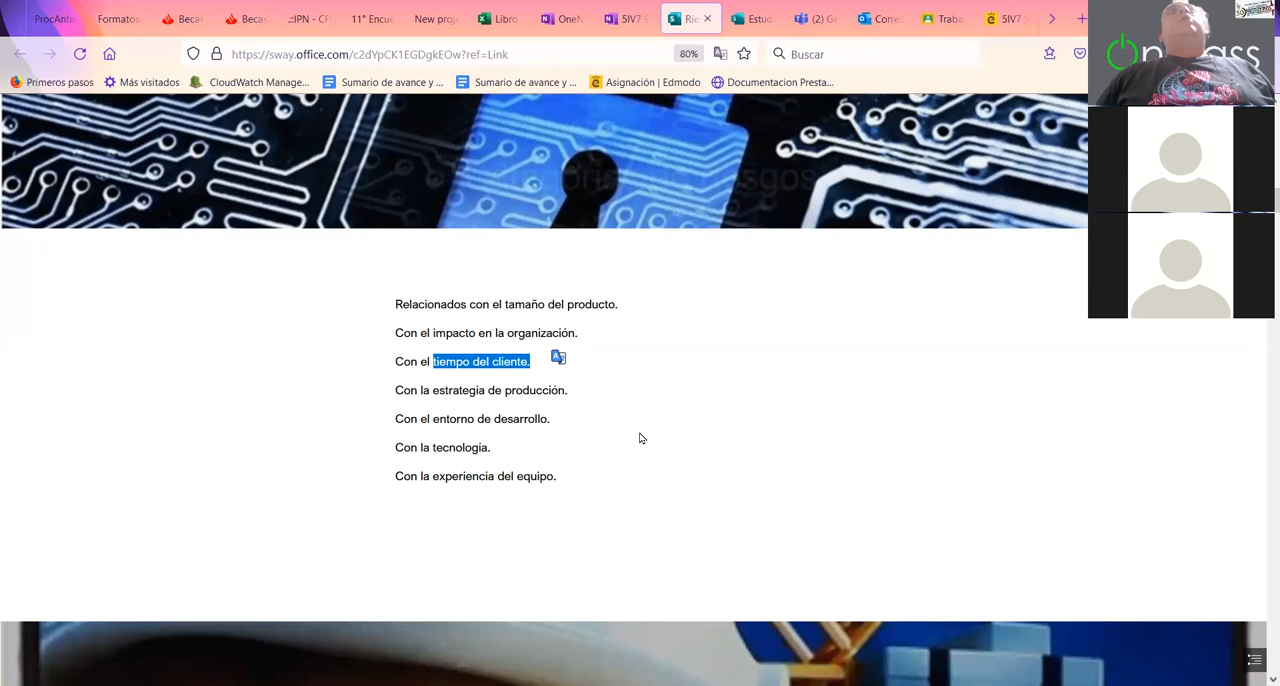 ProcAnte
Formatos
Becas
Becas
.::IPN - CF
11° Encue
New proj
Libro.
OneN
5IV7 S
Rie
Estud
(2) Ge
Corre
Traba
5IV7
https://sway.office.com/c2dYpCK1EGDgkEOw?ref=Link
80%
Buscar
Primeros pasos
Más visitados
CloudWatch Manage...
Sumario de avance y ...
Sumario de avance y ...
Asignación | Edmodo
Documentacion Presta...
Relacionados con el tamaño del producto.
Con el impacto en la organización.
Con el tiempo del cliente.
Con la estrategia de producción.
Con el entorno de desarrollo.
Con la tecnología.
Con la experiencia del equipo.